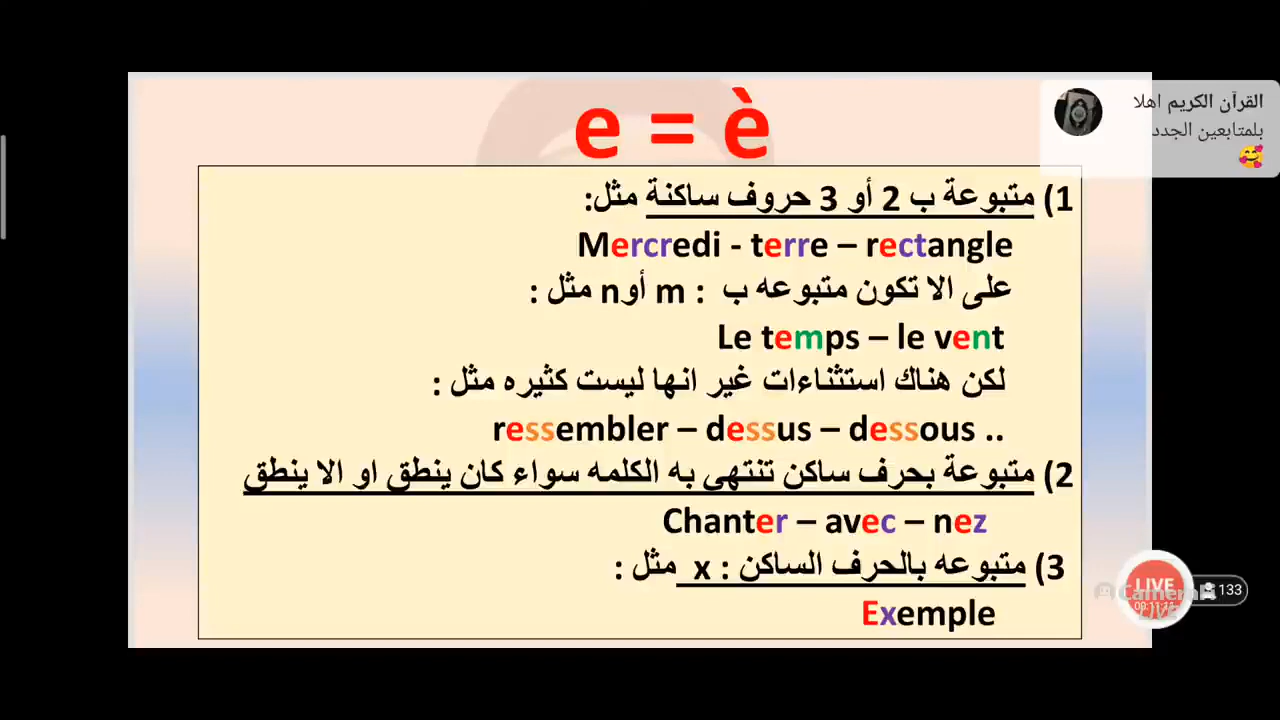 e = è
1) متبوعة ب 2 أو 3 حروف ساكنة مثل:
Mercredi - terre – rectangle
على الا تكون متبوعه ب : m أو n مثل :
Le temps – le vent
لكن هناك استثناءات غير انها ليست كثيره مثل :
ressembler – dessus – dessous ..
2) متبوعة بحرف ساكن تنتهي به الكلمه سواء كان ينطق او الا ينطق
Chanter – avec – nez
3) متبوعه بالحرف الساكن : x مثل :
Exemple
القرآن الكريم اهلا
بلمتابعين الجدد
LIVE
133
LIVE